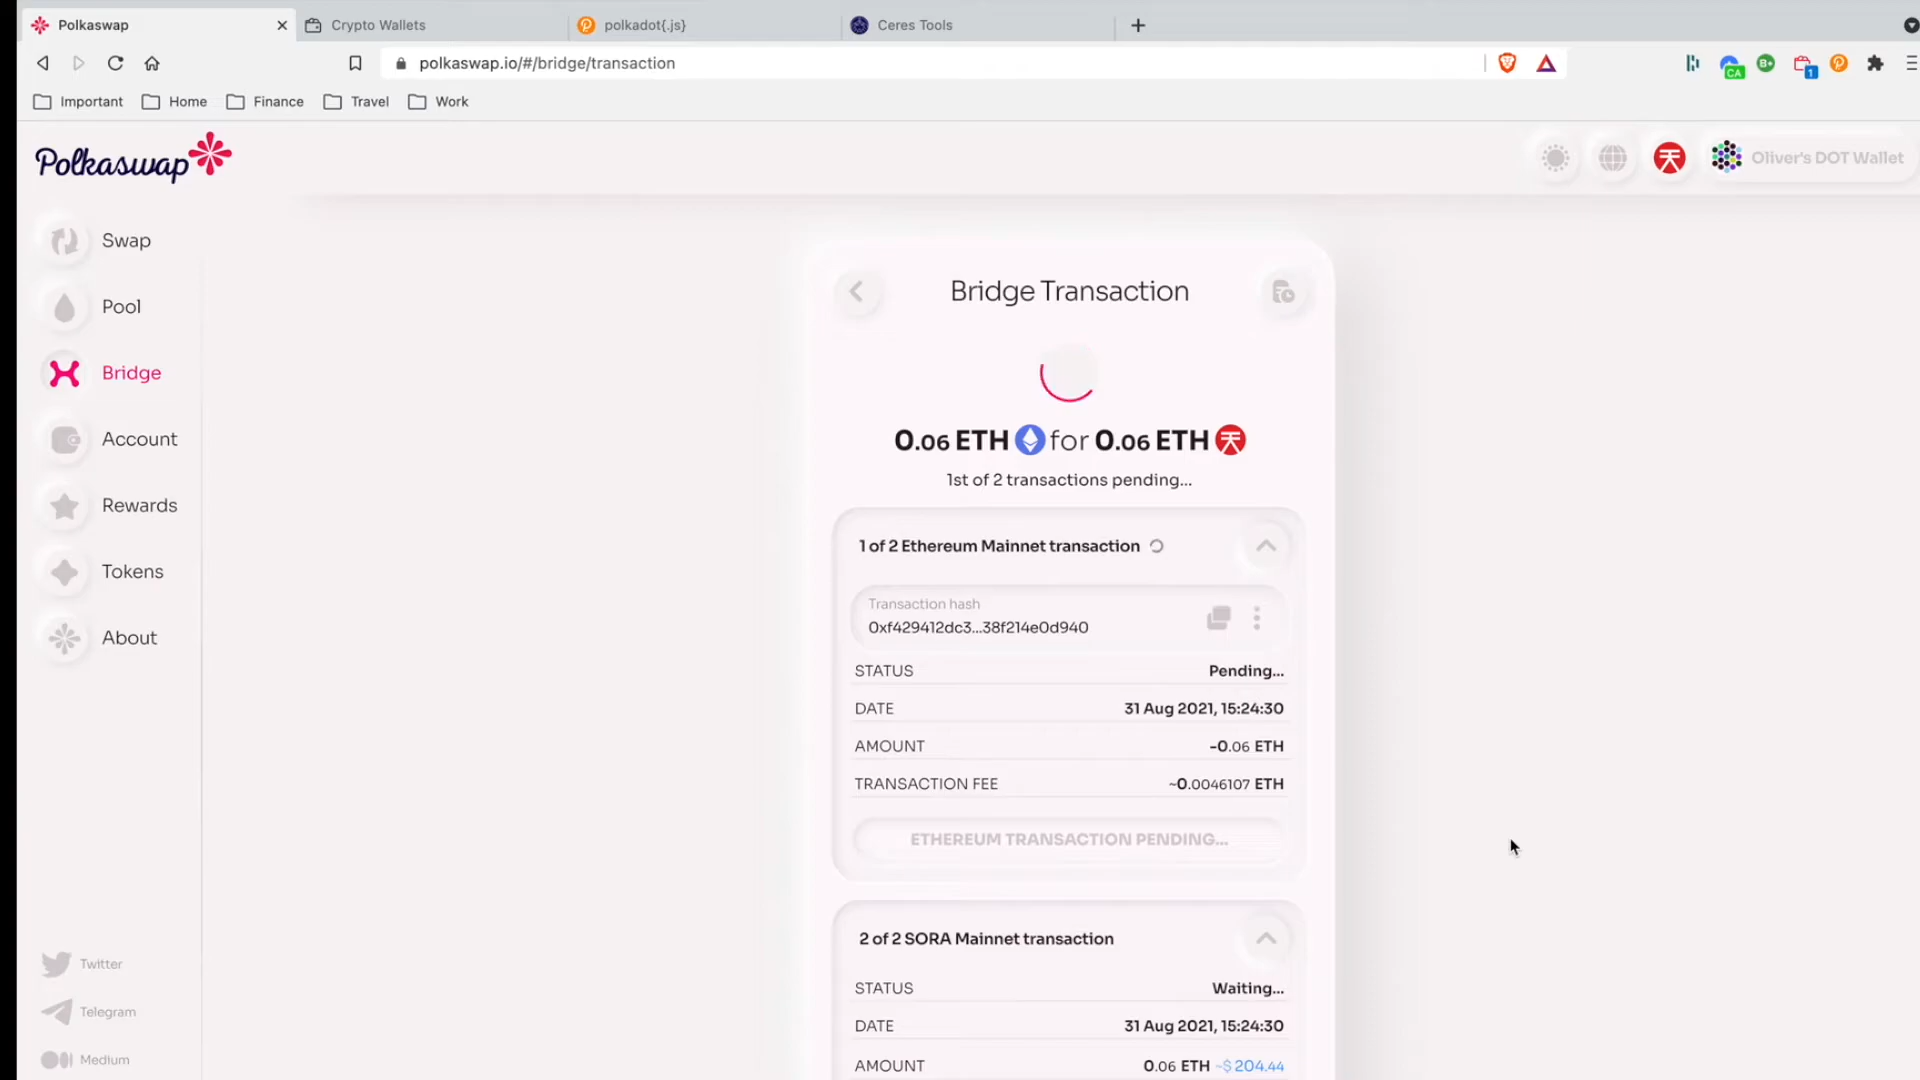 Polkaswap
Crypto Wallets
polkadot{.js}
Ceres Tools
polkaswap.io/#/bridge/transaction
CA
B+
1
Important
Home
Finance
Travel
Work
Polkaswap
Oliver's DOT Wallet
Swap
Pool
Bridge
Account
Rewards
Tokens
About
Twitter
Telegram
Medium
Bridge Transaction
0.06 ETH for 0.06 ETH
1st of 2 transactions pending...
1 of 2 Ethereum Mainnet transaction
Transaction hash
0xf429412dc3...38f214e0d940
STATUS Pending...
DATE 31 Aug 2021, 15:24:30
AMOUNT -0.06 ETH
TRANSACTION FEE ~0.0046107 ETH
ETHEREUM TRANSACTION PENDING...
2 of 2 SORA Mainnet transaction
STATUS Waiting...
DATE 31 Aug 2021, 15:24:30
AMOUNT 0.06 ETH ~$ 204.44